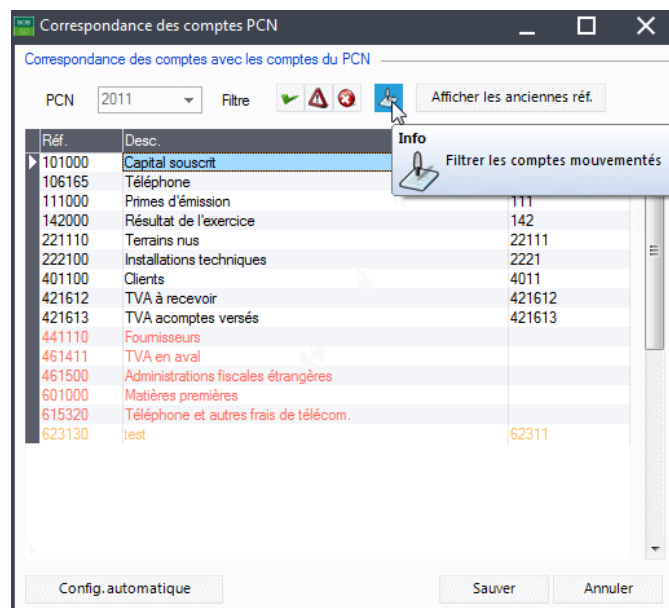 BOB
50
Correspondance des comptes PCN
Correspondance des comptes avec les comptes du PCN
PCN 2011 Filtre Afficher les anciennes réf.
Réf. Desc.
Info
Filtrer les comptes mouvementés
101000 Capital souscrit
106165 Téléphone
111000 Primes d'émission 111
142000 Résultat de l'exercice 142
221110 Terrains nus 22111
222100 Installations techniques 2221
401100 Clients 4011
421612 TVA à recevoir 421612
421613 TVA acomptes versés 421613
441110 Fournisseurs
461411 TVA en aval
461500 Administrations fiscales étrangères
601000 Matières premières
615320 Téléphone et autres frais de télécom.
623130 test 62311
Config.automatique Sauver Annuler